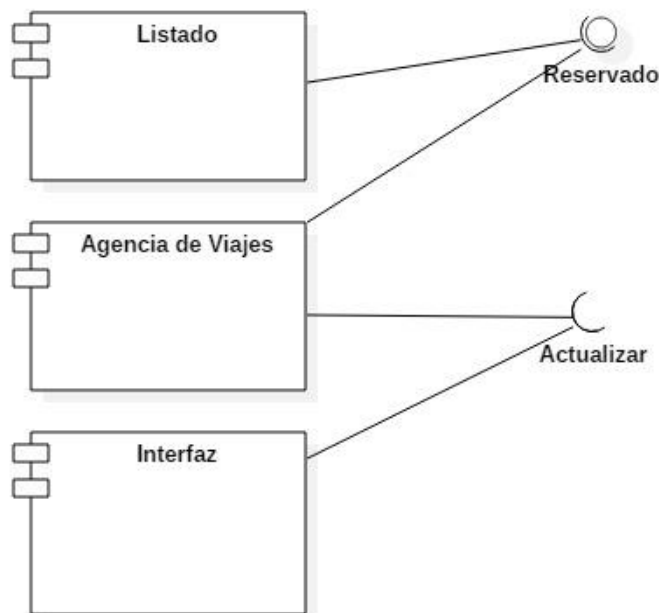 Listado
Reservado
Agencia de Viajes
Actualizar
Interfaz